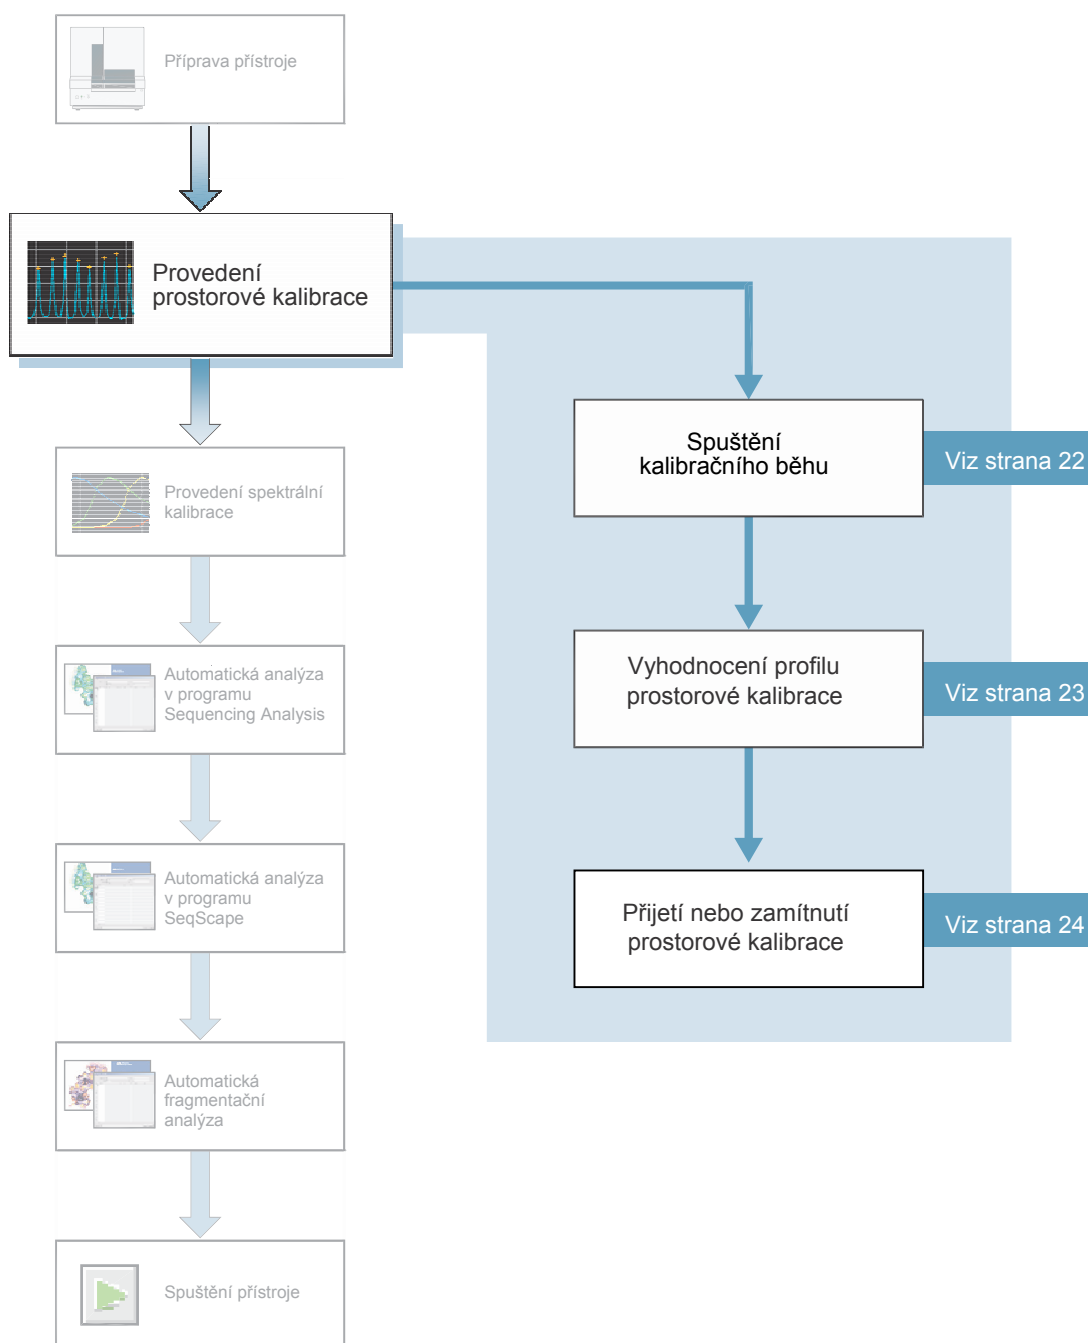 Příprava přístroje
Provedení
prostorové kalibrace
Spuštění
kalibračního běhu
Viz strana 22
Provedení spektrální
kalibrace
Vyhodnocení profilu
prostorové kalibrace
Viz strana 23
Automatická analýza
v programu
Sequencing Analysis
Přijetí nebo zamítnutí
prostorové kalibrace
Viz strana 24
Automatická analýza
v programu
SeqScape
Automatická
fragmentační
analýza
Spuštění přístroje